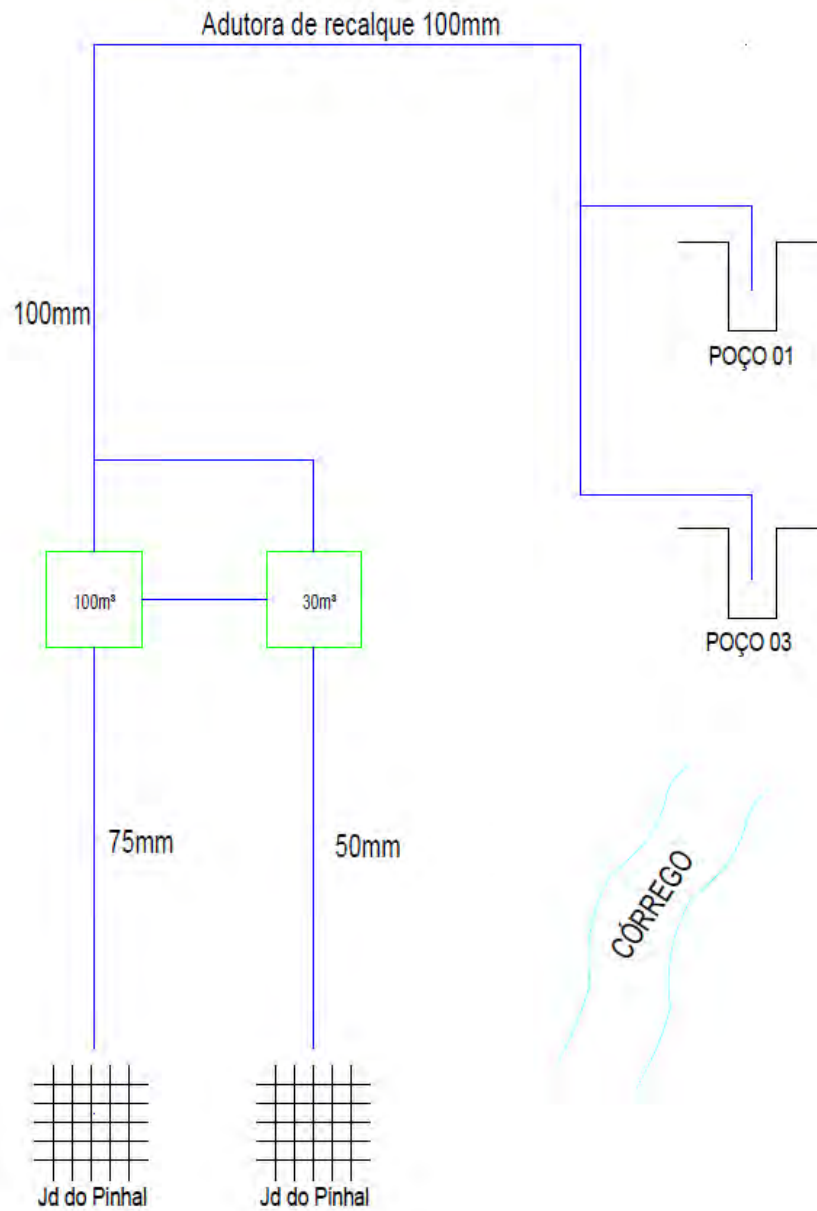 Adutora de recalque 100mm
100mm
POÇO 01
100m³
30m³
POÇO 03
75mm
50mm
CÓRREGO
Jd do Pinhal
Jd do Pinhal